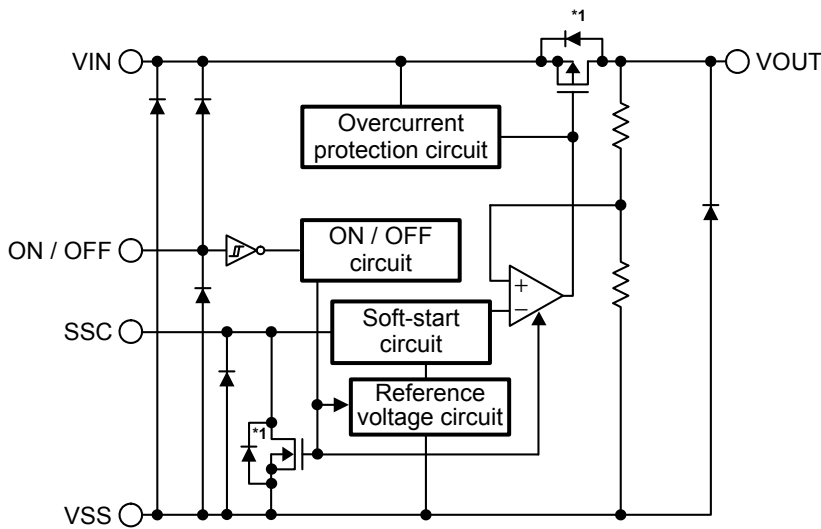 *1
VIN
VOUT
Overcurrent
protection circuit
ON / OFF
ON / OFF
circuit
+
−
SSC
Soft-start
circuit
Reference
voltage circuit
*1
VSS